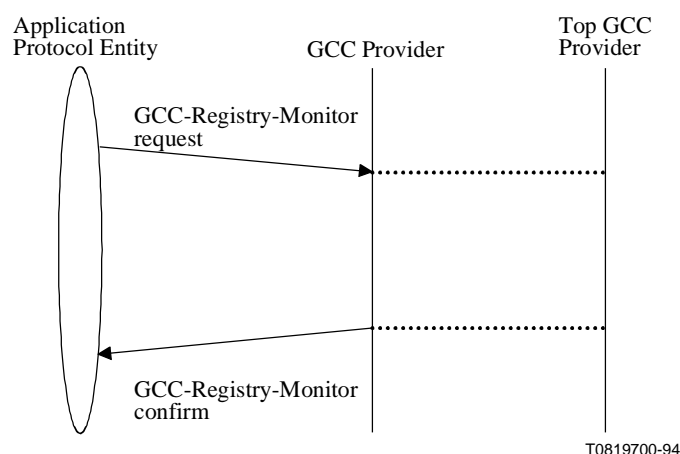 Application
Protocol Entity
GCC Provider
Top GCC
Provider
GCC-Registry-Monitor
request
GCC-Registry-Monitor
confirm
T0819700-94